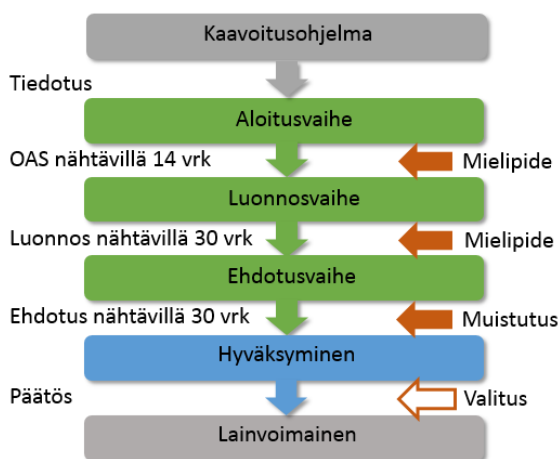 Kaavoitusohjelma
Tiedotus
Aloitusvaihe
OAS nähtävillä 14 vrk
Mielipide
Luonnosvaihe
Luonnos nähtävillä 30 vrk
Mielipide
Ehdotusvaihe
Ehdotus nähtävillä 30 vrk
Muistutus
Hyväksyminen
Päätös
Valitus
Lainvoimainen